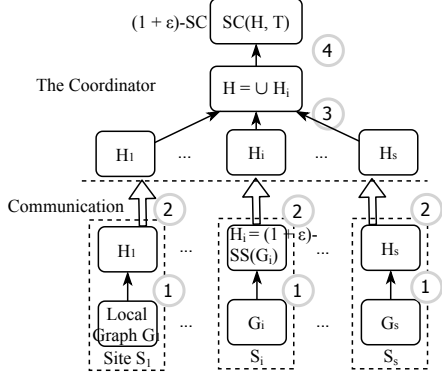 (1 + ε)-SC SC(H, T)
4
The Coordinator H = ∪ Hi
3
H1 ... Hi ... Hs
Communication 2 2 2
H1 ... Hi = (1 + ε)-SS(Gi) ... Hs
1 1 1
Local Graph G1 ... Gi ... Gs
Site S1 Si Ss